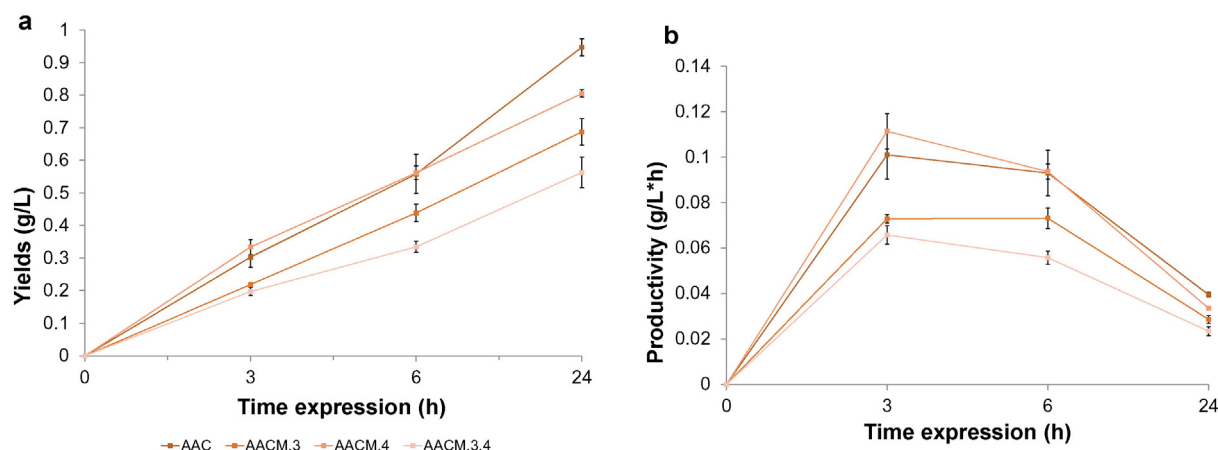 a
Yields (g/L)
1
0.9
0.8
0.7
0.6
0.5
0.4
0.3
0.2
0.1
0
0 3 6 24
Time expression (h)
AAC AACM.3 AACM.4 AACM.3.4
b
Productivity (g/L*h)
0.14
0.12
0.1
0.08
0.06
0.04
0.02
0
0 3 6 24
Time expression (h)